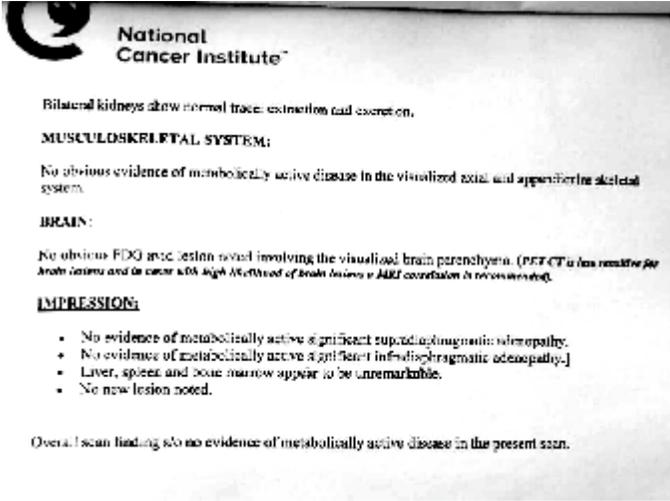 National
Cancer Institute™
Bilateral kidneys show normal tracer extraction and excretion.
MUSCULOSKELETAL SYSTEM:
No obvious evidence of metabolically active disease in the visualized axial and appendicular skeletal
system.
BRAIN:
No obvious FDG avid lesion noted involving the visualized brain parenchyma. (PET-CT is less sensitive for
brain lesions and in cases with high likelihood of brain lesions a MRI correlation is recommended).
IMPRESSION:
• No evidence of metabolically active significant supradiaphragmatic adenopathy.
• No evidence of metabolically active significant infradiaphragmatic adenopathy.]
• Liver, spleen and bone marrow appear to be unremarkable.
• No new lesion noted.
Overall scan finding s/o no evidence of metabolically active disease in the present scan.